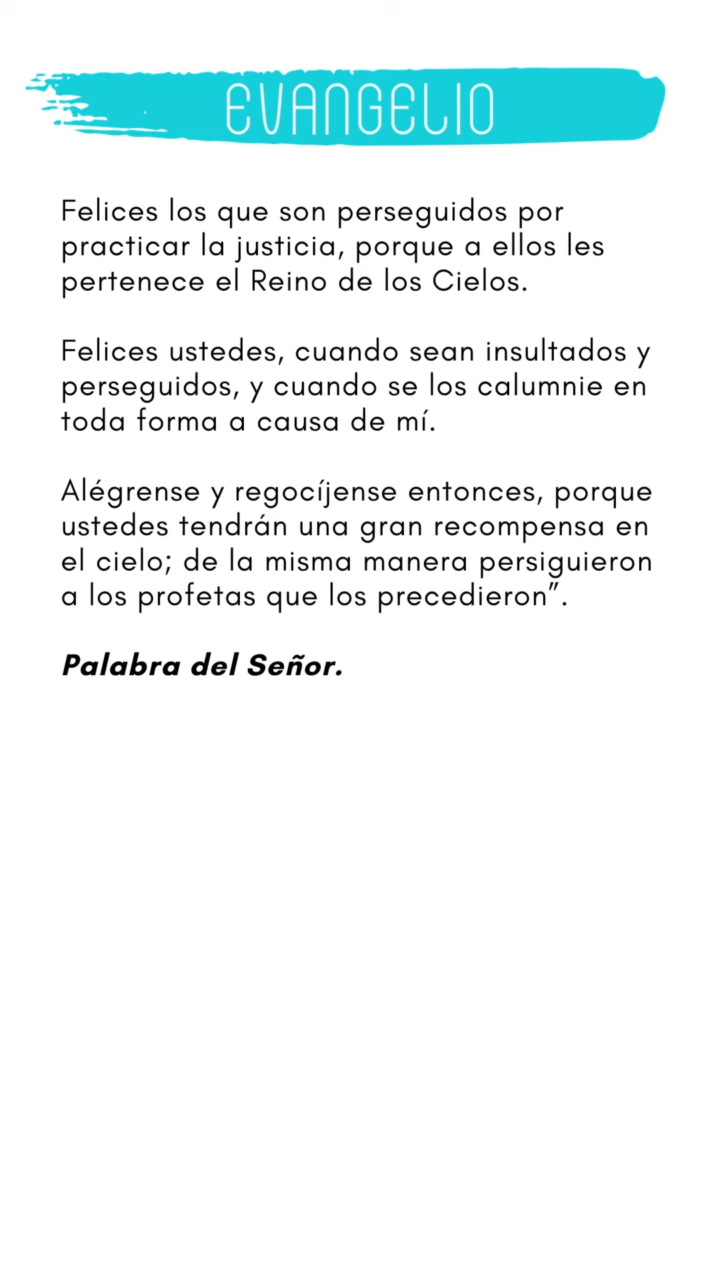 EVANGELIO
Felices los que son perseguidos por
practicar la justicia, porque a ellos les
pertenece el Reino de los Cielos.
Felices ustedes, cuando sean insultados y
perseguidos, y cuando se los calumnie en
toda forma a causa de mí.
Alégrense y regocíjense entonces, porque
ustedes tendrán una gran recompensa en
el cielo; de la misma manera persiguieron
a los profetas que los precedieron”.
Palabra del Señor.